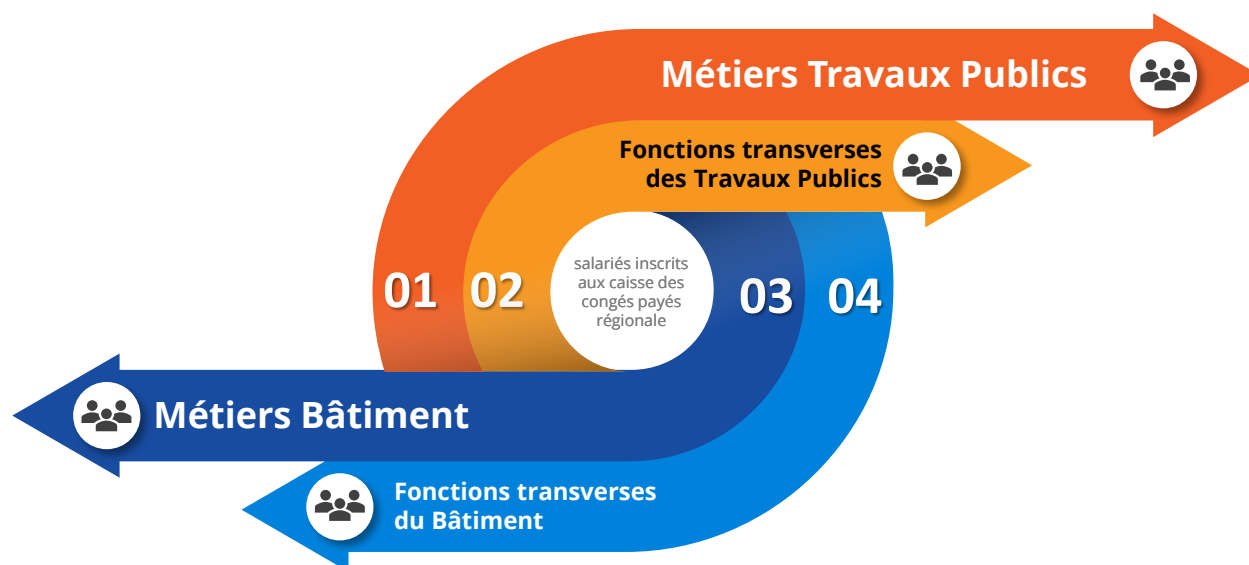 Métiers Travaux Publics
Fonctions transverses
des Travaux Publics
01
02
salariés inscrits
aux caisse des
congés payés
régionale
03
04
Métiers Bâtiment
Fonctions transverses
du Bâtiment